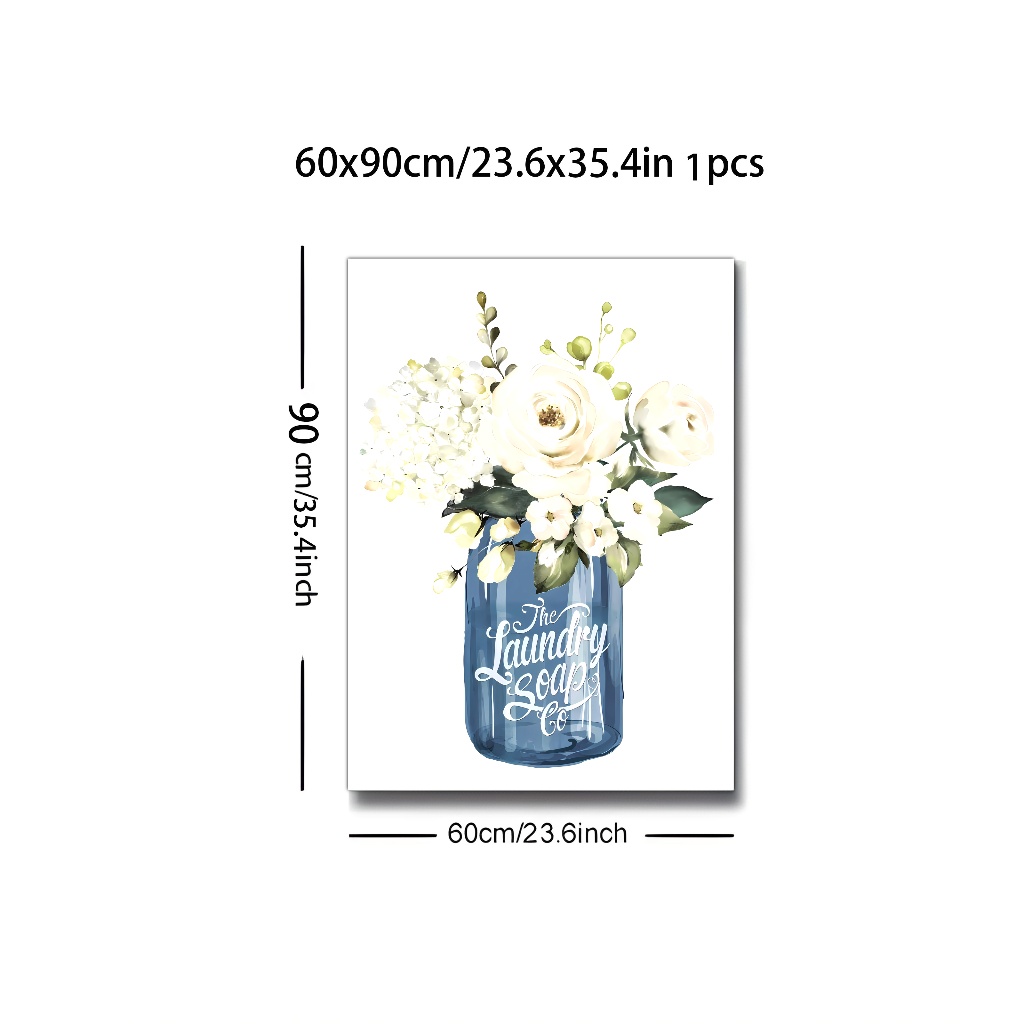 60x90cm/23.6x35.4in 1pcs
90 cm/35.4inch
The
Laundry
Soap
Co
60cm/23.6inch